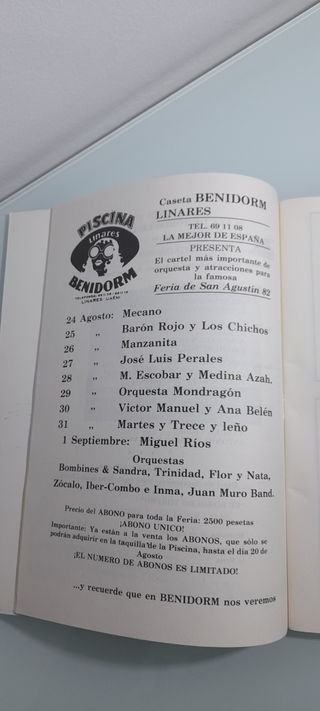 PISCINA
Linares
BENIDORM
LINARES (JAEN)
Caseta BENIDORM
LINARES
TEL. 69 11 08
LA MEJOR DE ESPAÑA
PRESENTA
El cartel más importante de
orquesta y atracciones para
la famosa
Feria de San Agustín 82
24 Agosto: Mecano
25 ,, Barón Rojo y Los Chichos
26 ,, Manzanita
27 ,, José Luis Perales
28 ,, M. Escobar y Medina Azah.
29 ,, Orquesta Mondragón
30 ,, Victor Manuel y Ana Belén
31 ,, Martes y Trece y leño
1 Septiembre: Miguel Ríos
Orquestas
Bombines & Sandra, Trinidad, Flor y Nata,
Zócalo, Iber-Combo e Inma, Juan Muro Band.
Precio del ABONO para toda la Feria: 2500 pesetas
¡ABONO UNICO!
Importante: Ya están a la venta los ABONOS, que sólo se
podrán adquirir en la taquilla de la Piscina, hasta el día 20 de
Agosto
¡EL NUMERO DE ABONOS ES LIMITADO!
...y recuerde que en BENIDORM nos veremos